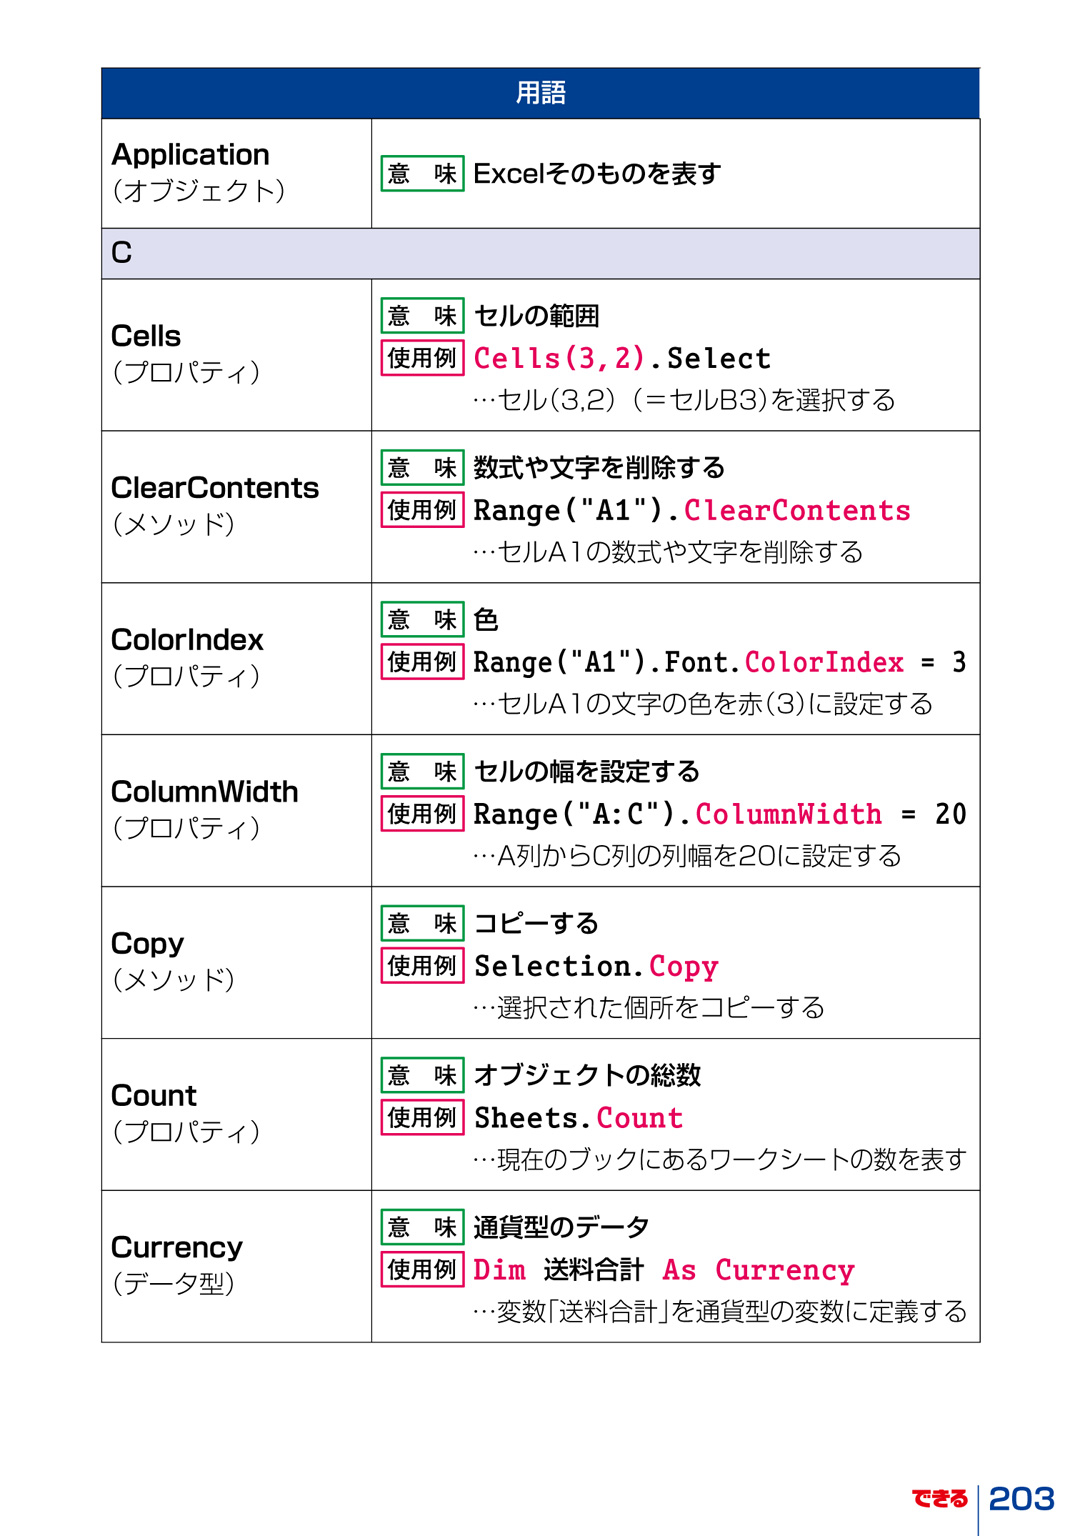 用語
Application
（オブジェクト）
意　味 Excelそのものを表す
C
Cells
（プロパティ）
意　味 セルの範囲
使用例 Cells(3,2).Select
…セル（3,2）（＝セルB3）を選択する
ClearContents
（メソッド）
意　味 数式や文字を削除する
使用例 Range("A1").ClearContents
…セルA1の数式や文字を削除する
ColorIndex
（プロパティ）
意　味 色
使用例 Range("A1").Font.ColorIndex = 3
…セルA1の文字の色を赤（3）に設定する
ColumnWidth
（プロパティ）
意　味 セルの幅を設定する
使用例 Range("A:C").ColumnWidth = 20
…A列からC列の列幅を20に設定する
Copy
（メソッド）
意　味 コピーする
使用例 Selection.Copy
…選択された個所をコピーする
Count
（プロパティ）
意　味 オブジェクトの総数
使用例 Sheets.Count
…現在のブックにあるワークシートの数を表す
Currency
（データ型）
意　味 通貨型のデータ
使用例 Dim 送料合計 As Currency
…変数「送料合計」を通貨型の変数に定義する
できる 203